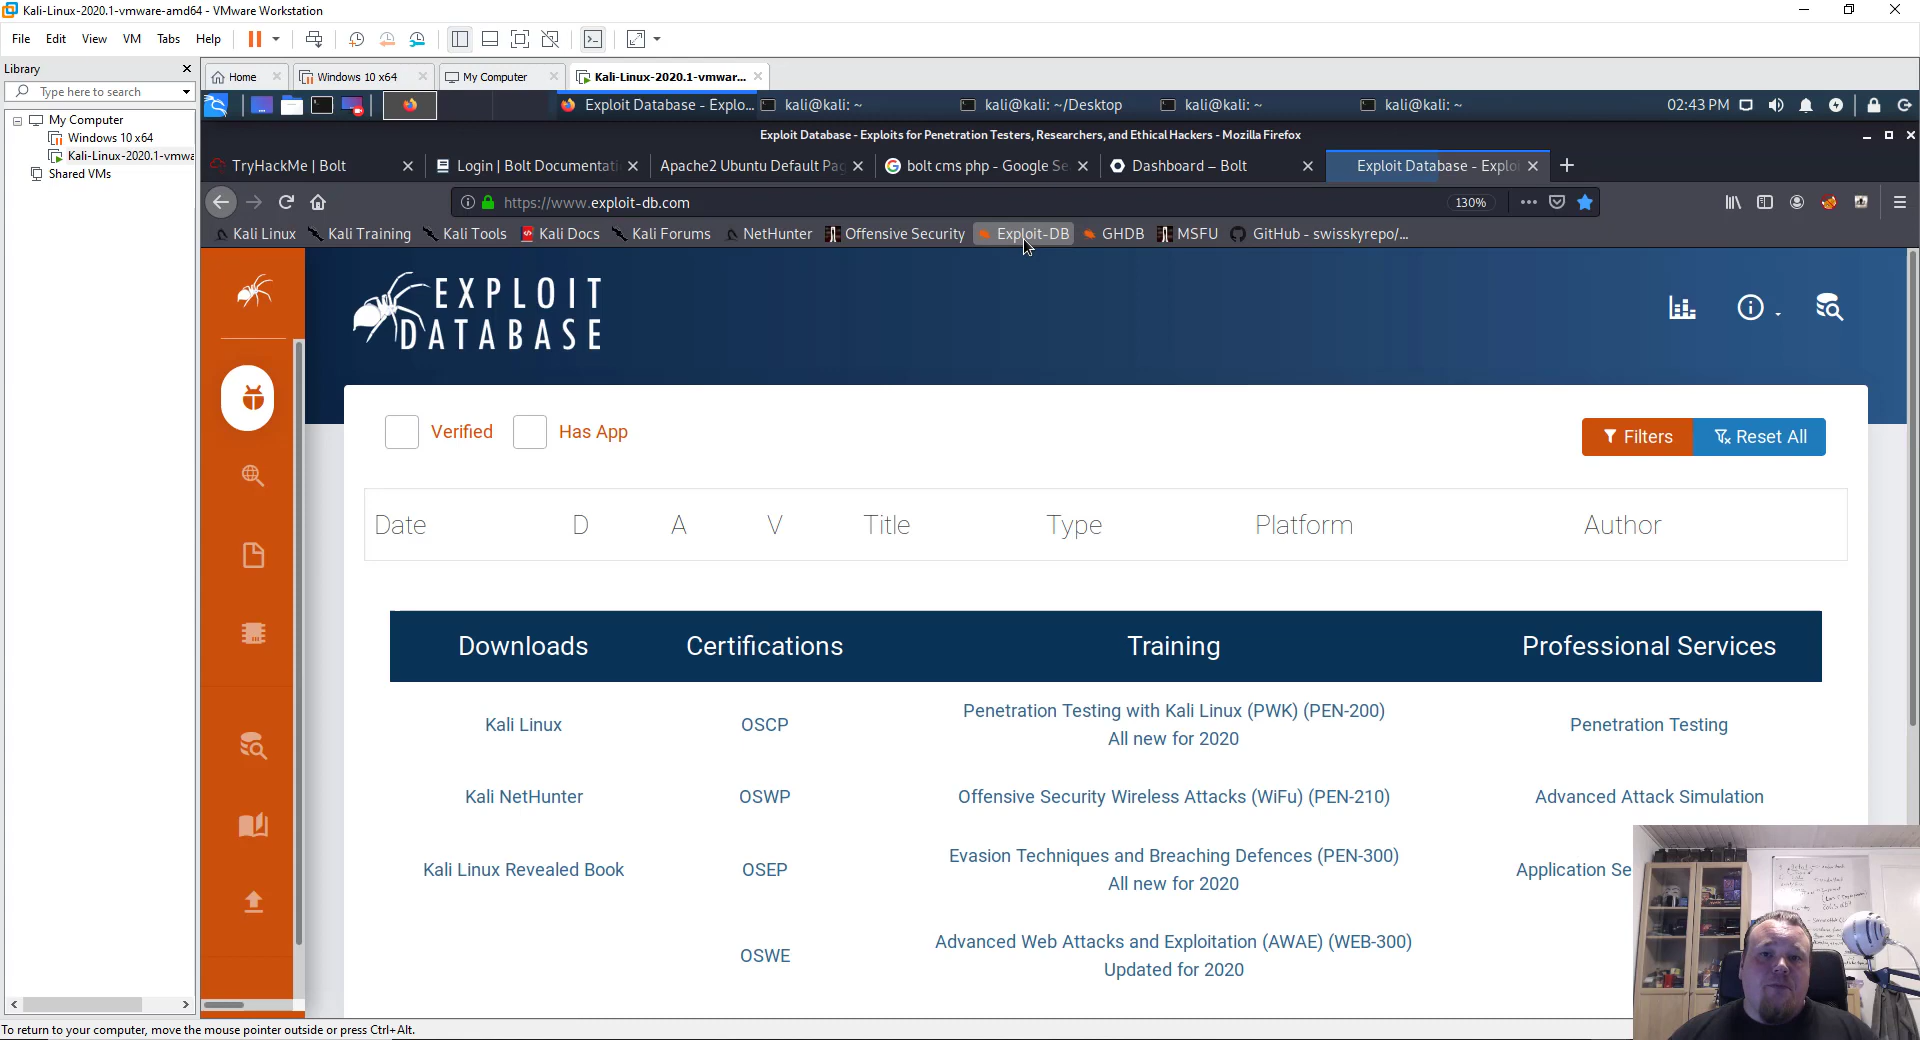 Kali-Linux-2020.1-vmware-amd64 - VMware Workstation
File Edit View VM Tabs Help
Library
Type here to search
My Computer
Windows 10 x64
Kali-Linux-2020.1-vmwa
Shared VMs
Home Windows 10 x64 My Computer Kali-Linux-2020.1-vmwar...
Exploit Database - Explo... kali@kali: ~ kali@kali: ~/Desktop kali@kali: ~ kali@kali: ~ 02:43 PM
Exploit Database - Exploits for Penetration Testers, Researchers, and Ethical Hackers - Mozilla Firefox
TryHackMe | Bolt Login | Bolt Documentati Apache2 Ubuntu Default Pag bolt cms php - Google Se Dashboard – Bolt Exploit Database - Exploi
https://www.exploit-db.com 130%
Kali Linux Kali Training Kali Tools Kali Docs Kali Forums NetHunter Offensive Security Exploit-DB GHDB MSFU GitHub - swisskyrepo/...
EXPLOIT
DATABASE
Verified Has App Filters Reset All
Date D A V Title Type Platform Author
Downloads Certifications Training Professional Services
Kali Linux OSCP Penetration Testing with Kali Linux (PWK) (PEN-200) Penetration Testing
All new for 2020
Kali NetHunter OSWP Offensive Security Wireless Attacks (WiFu) (PEN-210) Advanced Attack Simulation
Kali Linux Revealed Book OSEP Evasion Techniques and Breaching Defences (PEN-300) Application Se
All new for 2020
OSWE Advanced Web Attacks and Exploitation (AWAE) (WEB-300)
Updated for 2020
To return to your computer, move the mouse pointer outside or press Ctrl+Alt.